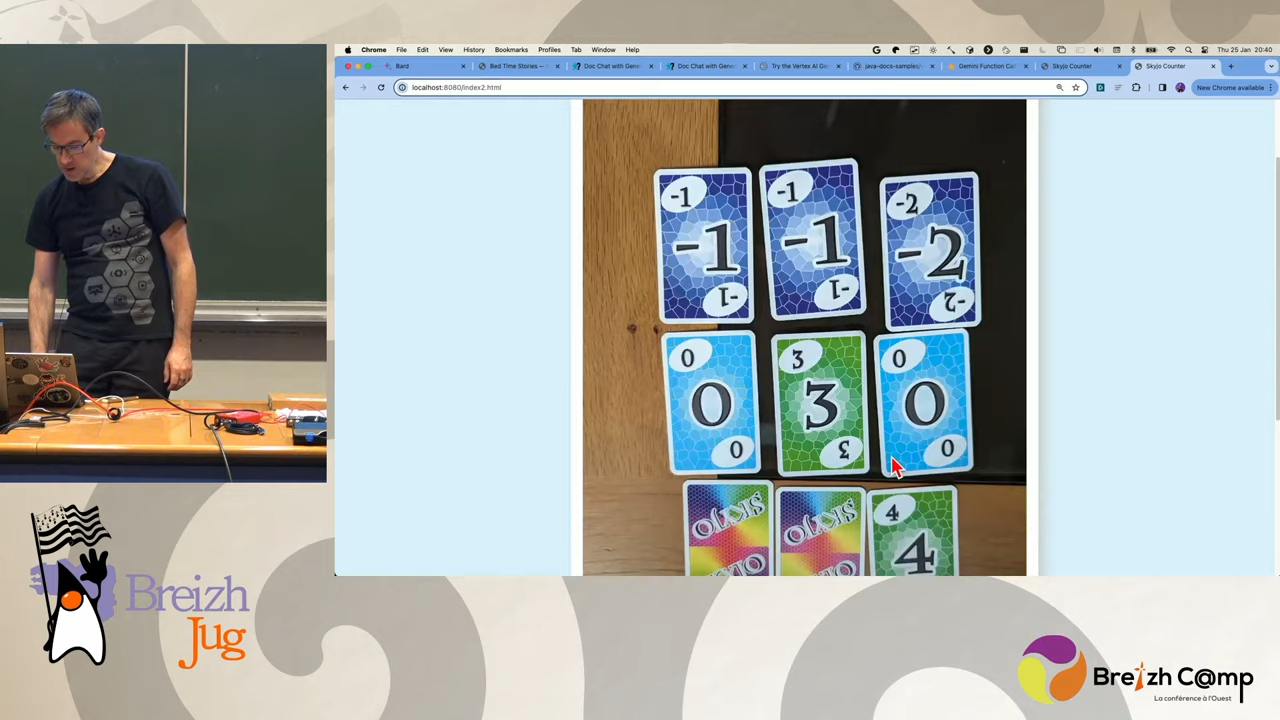 Chrome File Edit View History Bookmarks Profiles Tab Window Help
Thu 25 Jan 20:40
Bard
Bed Time Stories —
Doc Chat with Gene
Doc Chat with Gene
Try the Vertex AI Ge
java-docs-samples/v
Gemini Function Cal
Skyjo Counter
Skyjo Counter
localhost:8080/index2.html
New Chrome available
-1 -1 -2
-1 -1 -2
-1 -1 -2
0 3 0
0 3 0
0 3 0
SKYJO SKYJO 4
4
Breizh
Jug
Breizh C@mp
La conférence à l'Ouest